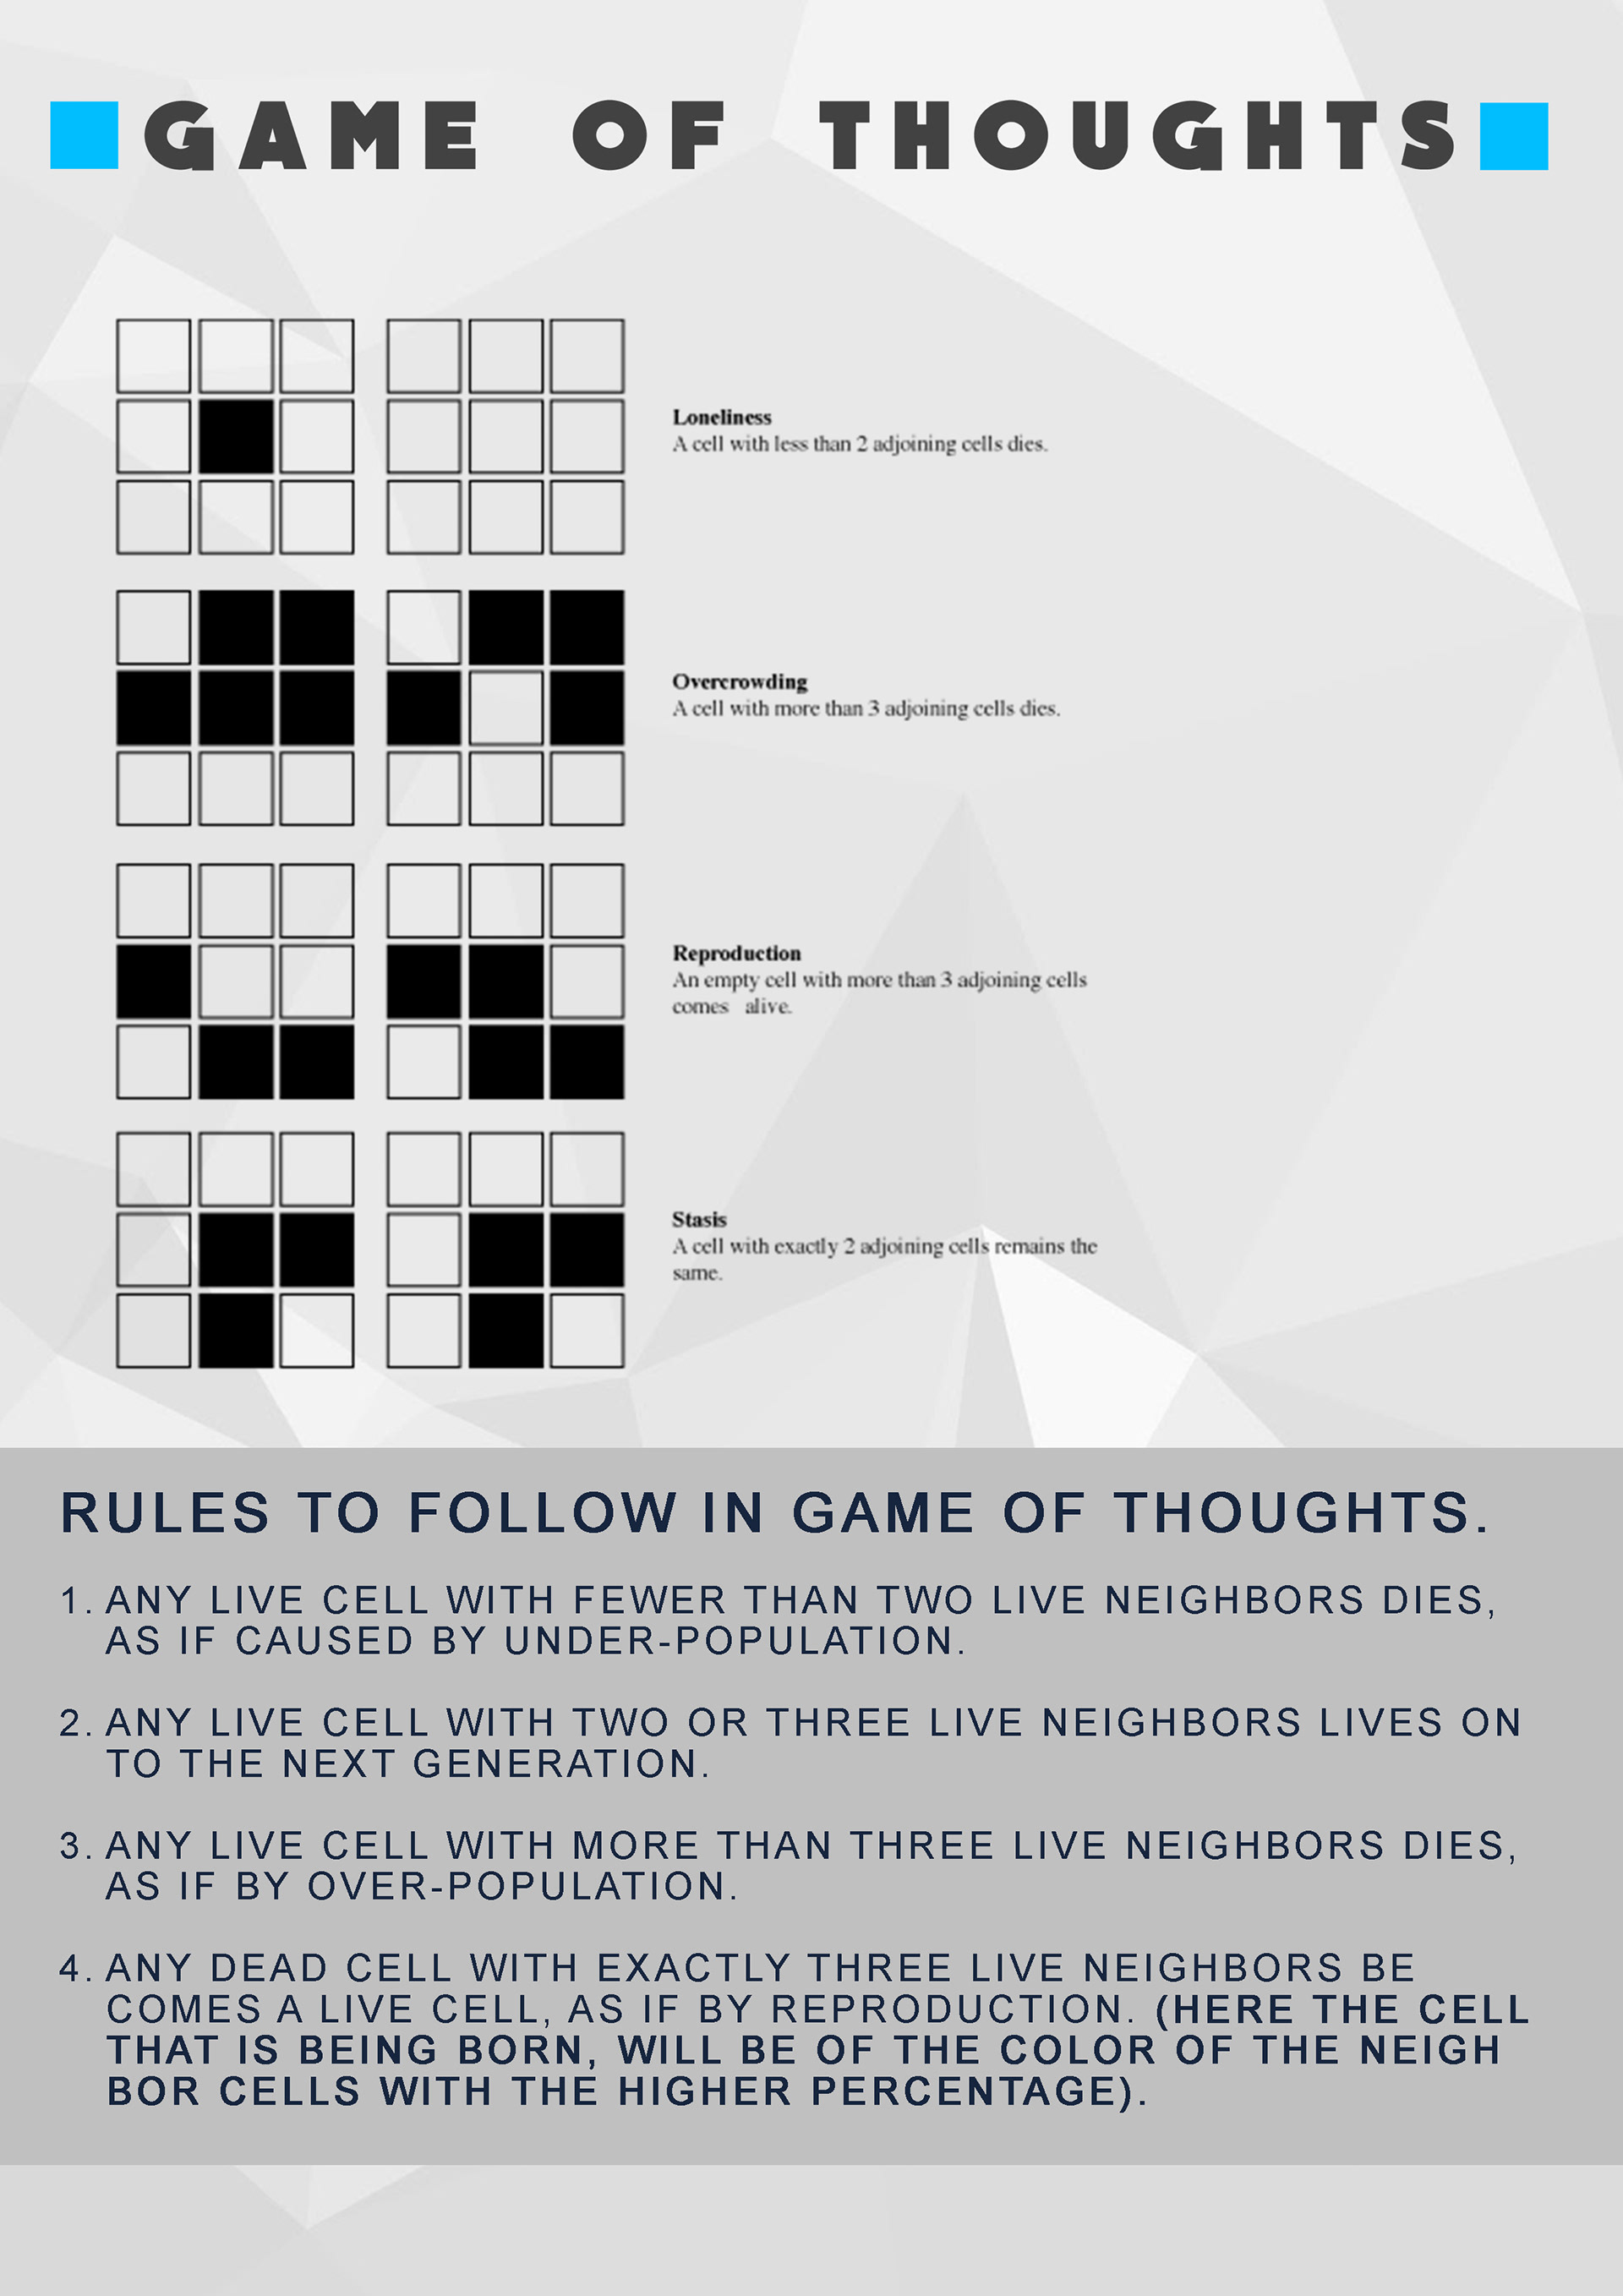 GAME OF THOUGHTS
Loneliness
A cell with less than 2 adjoining cells dies.
Overcrowding
A cell with more than 3 adjoining cells dies.
Reproduction
An empty cell with more than 3 adjoining cells
comes alive.
Stasis
A cell with exactly 2 adjoining cells remains the
same.
RULES TO FOLLOW IN GAME OF THOUGHTS.
1. ANY LIVE CELL WITH FEWER THAN TWO LIVE NEIGHBORS DIES,
AS IF CAUSED BY UNDER-POPULATION.
2. ANY LIVE CELL WITH TWO OR THREE LIVE NEIGHBORS LIVES ON
TO THE NEXT GENERATION.
3. ANY LIVE CELL WITH MORE THAN THREE LIVE NEIGHBORS DIES,
AS IF BY OVER-POPULATION.
4. ANY DEAD CELL WITH EXACTLY THREE LIVE NEIGHBORS BE
COMES A LIVE CELL, AS IF BY REPRODUCTION. (HERE THE CELL
THAT IS BEING BORN, WILL BE OF THE COLOR OF THE NEIGH
BOR CELLS WITH THE HIGHER PERCENTAGE).